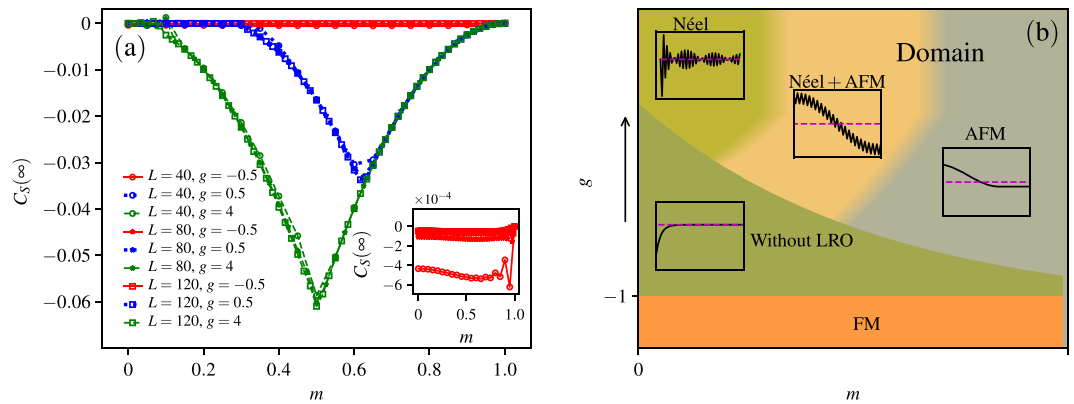 (a)
0
−0.01
−0.02
−0.03
−0.04
−0.05
−0.06
C_S(∞)
L = 40, g = −0.5
L = 40, g = 0.5
L = 40, g = 4
L = 80, g = −0.5
L = 80, g = 0.5
L = 80, g = 4
L = 120, g = −0.5
L = 120, g = 0.5
L = 120, g = 4
×10⁻⁴
0
−2
−4
−6
C_S(∞)
0
0.5
1.0
m
0
0.2
0.4
0.6
0.8
1.0
m
(b)
Néel
Domain
Néel + AFM
AFM
Without LRO
FM
g
−1
0
m